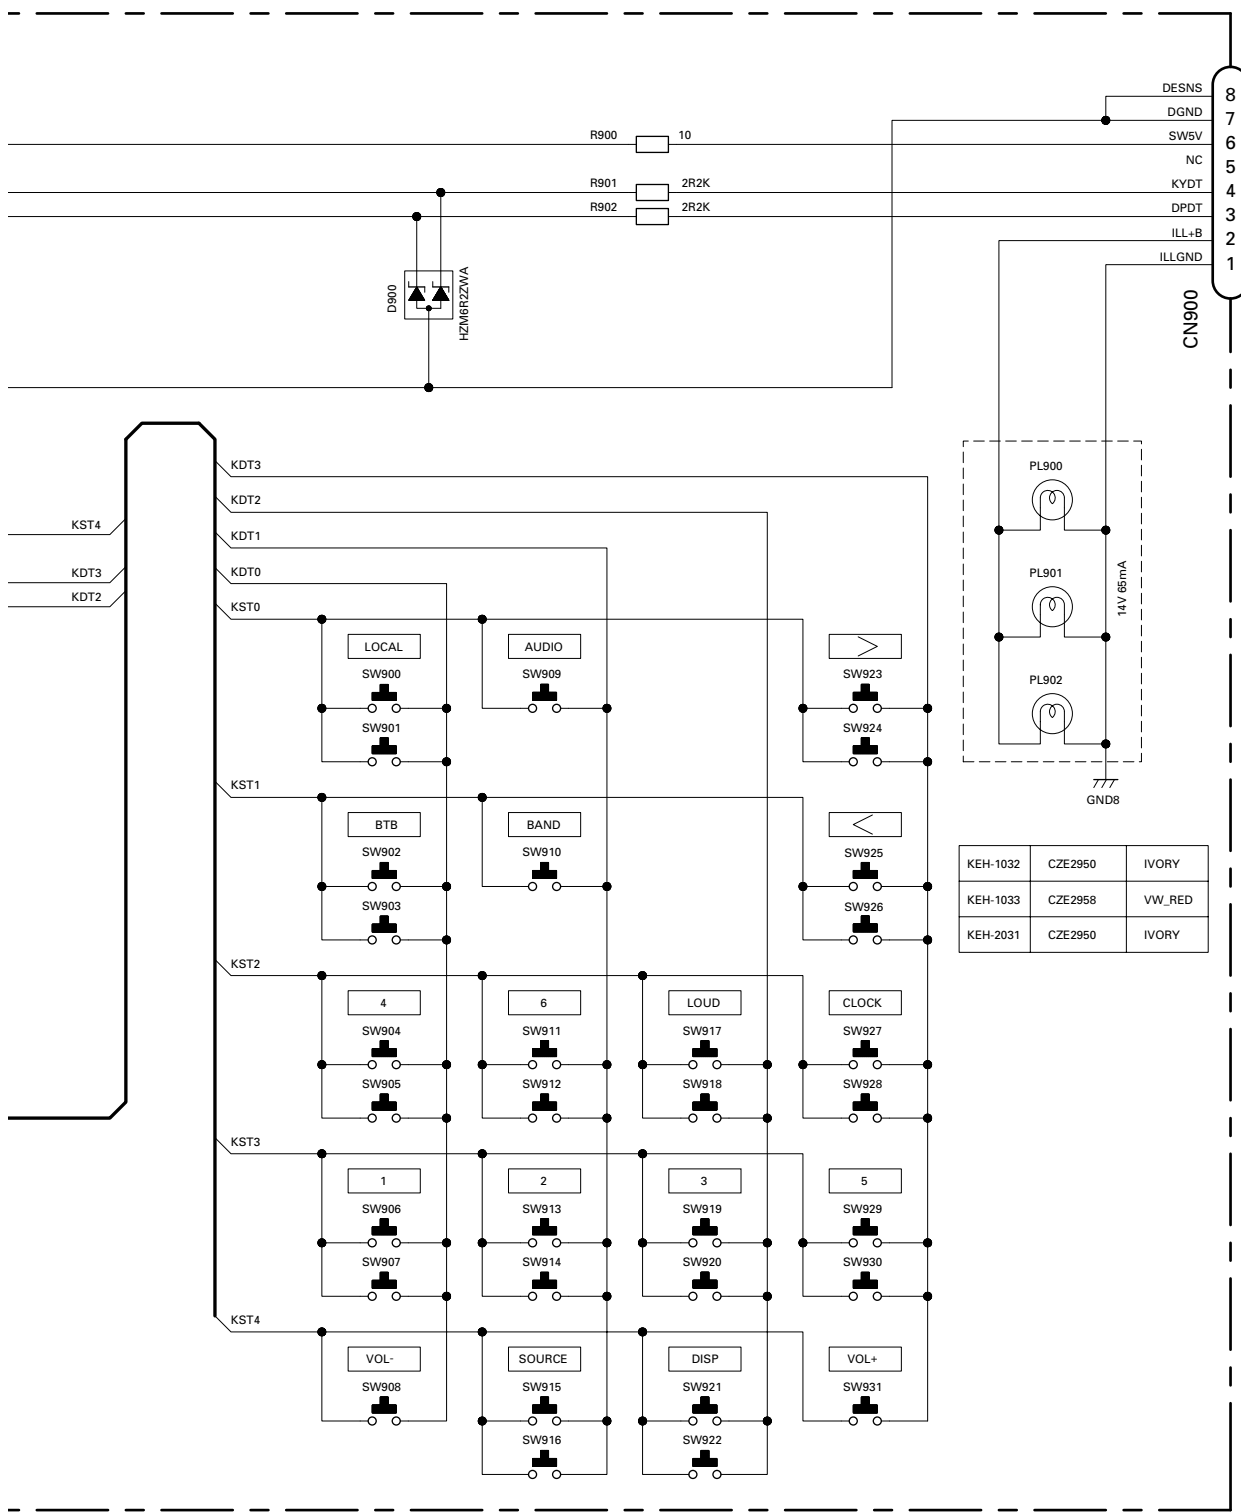 DESNS 8
DGND 7
R900 10 SW5V 6
NC 5
R901 2R2K KYDT 4
R902 2R2K DPDT 3
ILL+B 2
ILLGND 1
CN900
D900
HZM6R2ZWA
KDT3
KDT2
KST4
KDT1
KDT3
KDT0
KDT2
KST0
PL900
PL901
PL902
14V 65mA
GND8
LOCAL AUDIO >
SW900 SW909 SW923
SW901 SW924
KST1
BTB BAND <
SW902 SW910 SW925
SW903 SW926
KEH-1032 CZE2950 IVORY
KEH-1033 CZE2958 VW_RED
KEH-2031 CZE2950 IVORY
KST2
4 6 LOUD CLOCK
SW904 SW911 SW917 SW927
SW905 SW912 SW918 SW928
KST3
1 2 3 5
SW906 SW913 SW919 SW929
SW907 SW914 SW920 SW930
KST4
VOL- SOURCE DISP VOL+
SW908 SW915 SW921 SW931
SW916 SW922